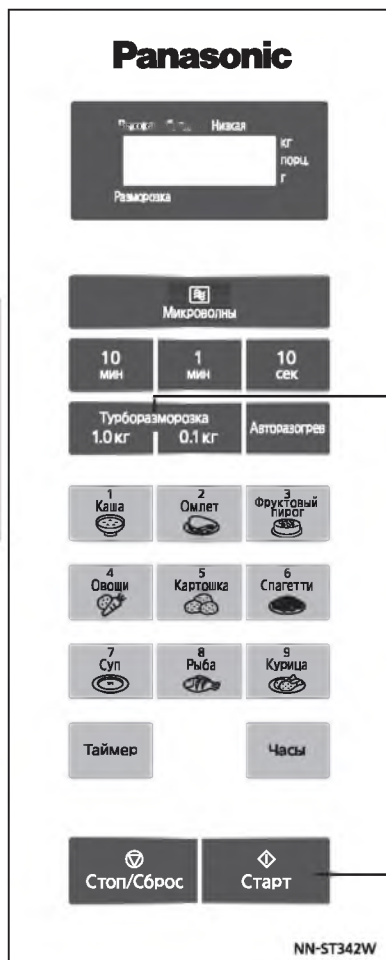 Panasonic
Низкая
кг
порц.
г
Разморозка
Микроволны
10 мин
1 мин
10 сек
Турборазморозка
1.0 кг 0.1 кг
Авторазогрев
1
Каша
2
Омлет
3
Фруктовый
пирог
4
Овощи
5
Картошка
6
Спагетти
7
Суп
8
Рыба
9
Курица
Таймер
Часы
Стоп/Сброс
Старт
NN-ST342W